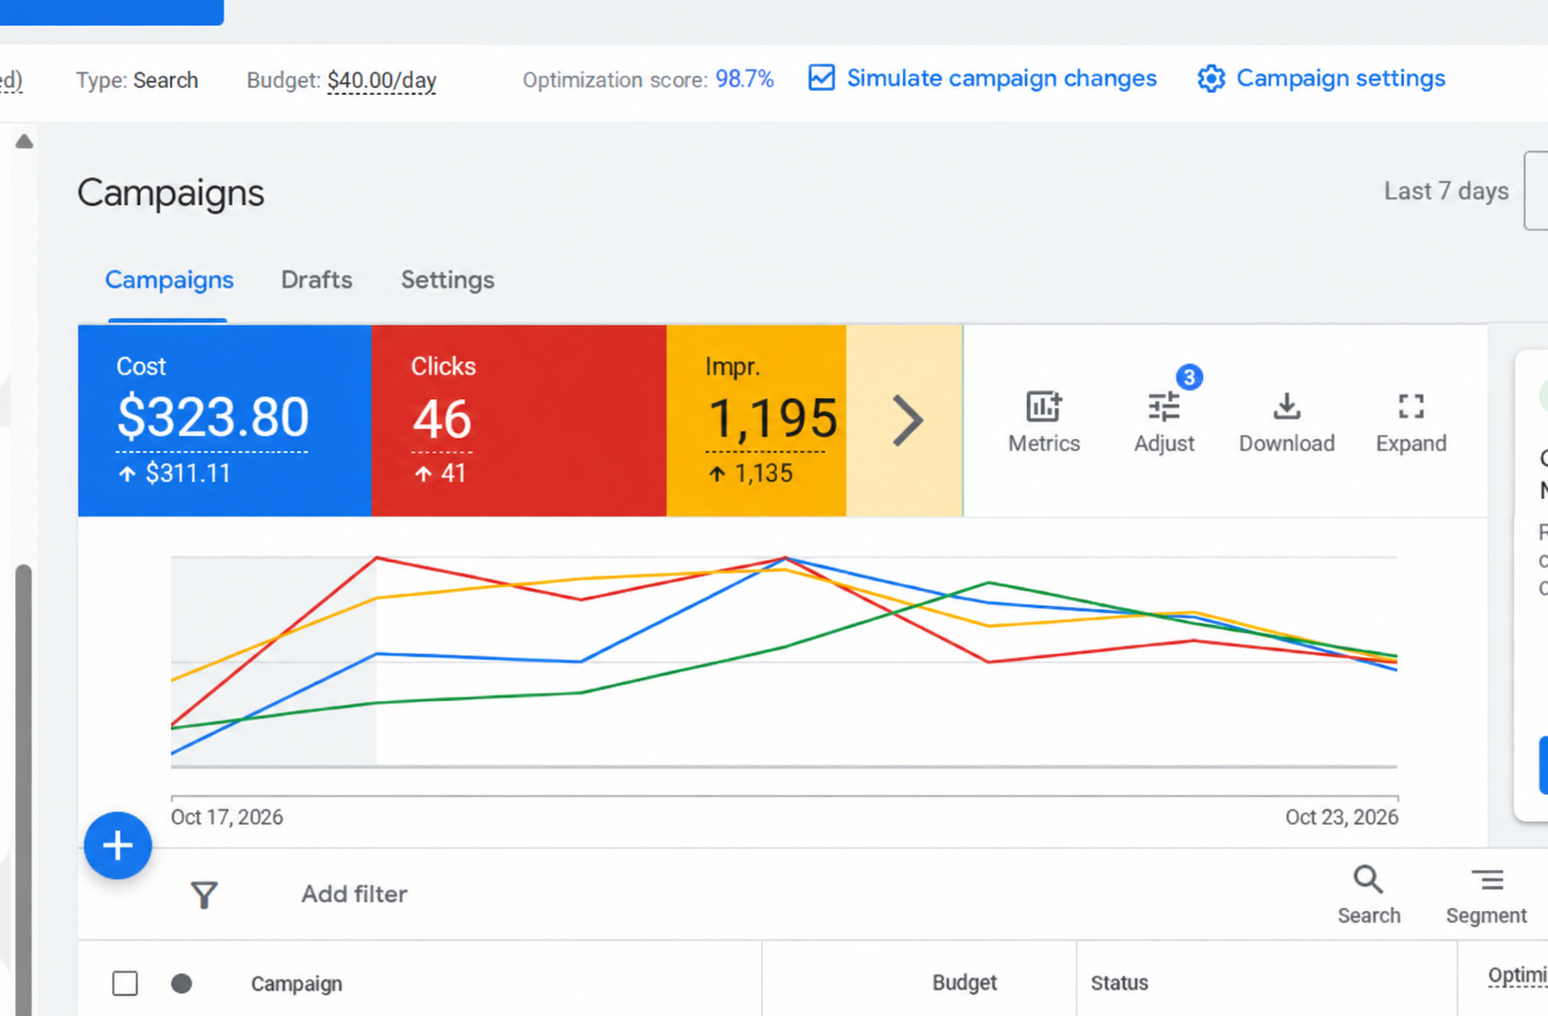 ed)
Type: Search
Budget: $40.00/day
Optimization score: 98.7%
Simulate campaign changes
Campaign settings
Campaigns
Last 7 days
Campaigns
Drafts
Settings
Cost
$323.80
↑ $311.11
Clicks
46
↑ 41
Impr.
1,195
↑ 1,135
Metrics
3
Adjust
Download
Expand
Oct 17, 2026
Oct 23, 2026
Add filter
Search
Segment
Campaign
Budget
Status
Optimi